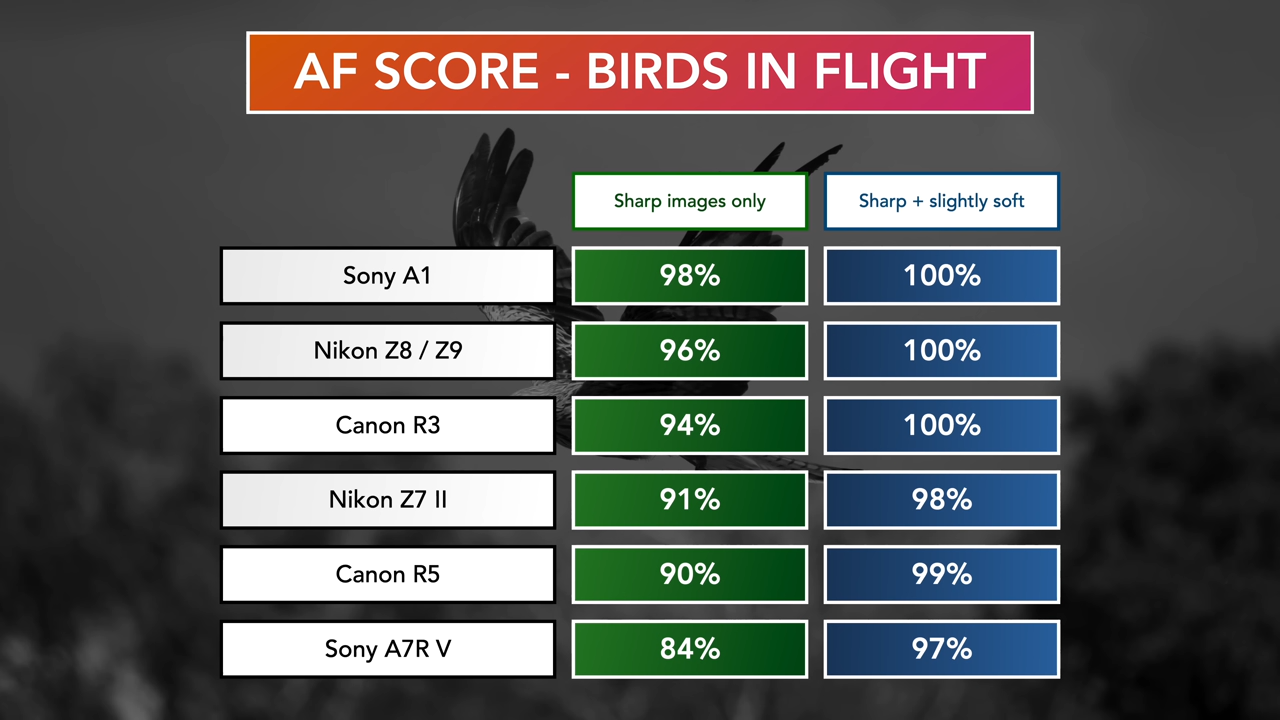 AF SCORE - BIRDS IN FLIGHT
Sharp images only Sharp + slightly soft
Sony A1 98% 100%
Nikon Z8 / Z9 96% 100%
Canon R3 94% 100%
Nikon Z7 II 91% 98%
Canon R5 90% 99%
Sony A7R V 84% 97%